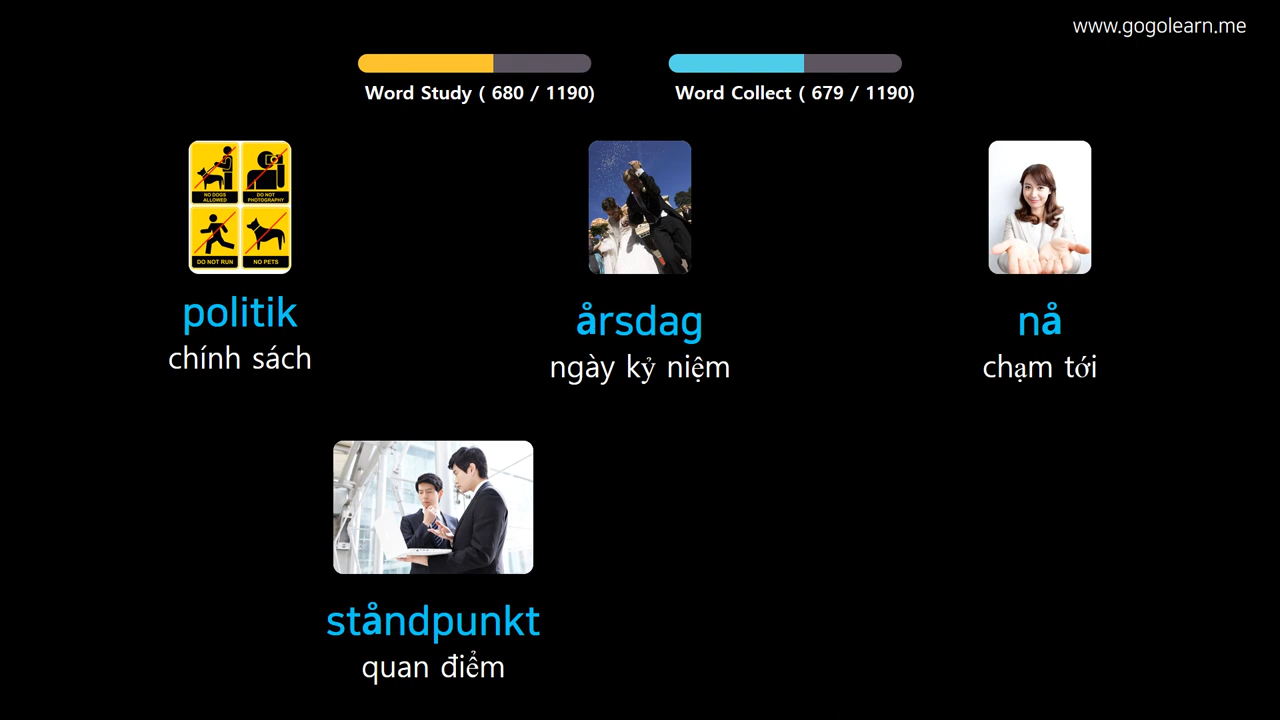 www.gogolearn.me
Word Study ( 680 / 1190)
Word Collect ( 679 / 1190)
NO DOGS
ALLOWED
DO NOT
PHOTOGRAPHY
DO NOT RUN
NO PETS
politik
chính sách
årsdag
ngày kỷ niệm
nå
chạm tới
ståndpunkt
quan điểm